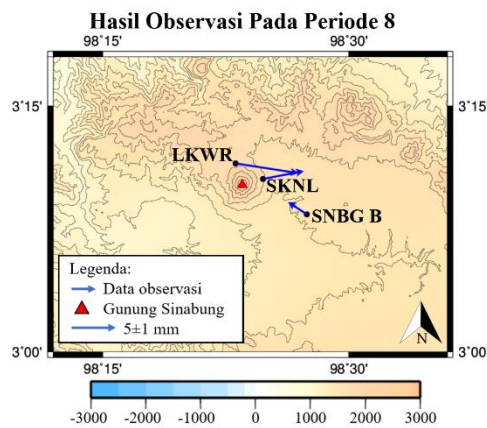 Hasil Observasi Pada Periode 8
98°15' 98°30'
3°15' 3°15'
LKWR
SKNL
SNBG B
Legenda:
Data observasi
Gunung Sinabung
5±1 mm
N
3°00' 3°00'
98°15' 98°30'
-3000 -2000 -1000 0 1000 2000 3000